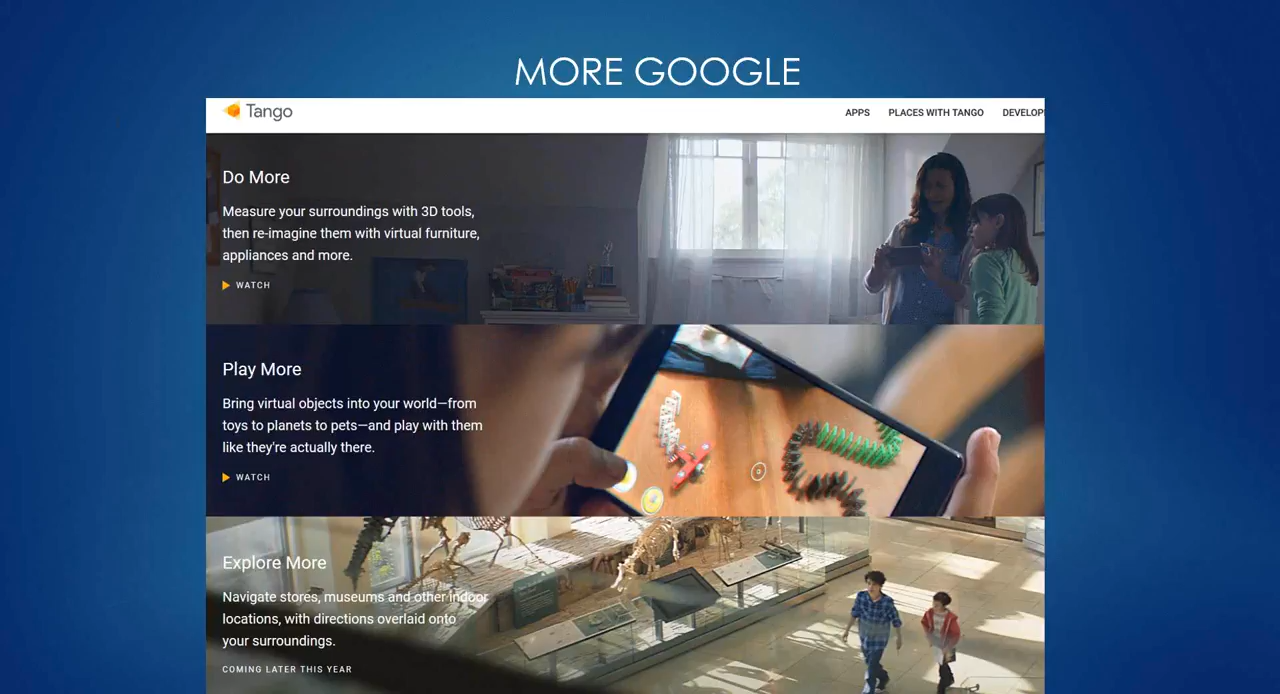 MORE GOOGLE
Tango
APPS PLACES WITH TANGO DEVELOP
Do More
Measure your surroundings with 3D tools,
then re-imagine them with virtual furniture,
appliances and more.
WATCH
Play More
Bring virtual objects into your world—from
toys to planets to pets—and play with them
like they're actually there.
WATCH
Explore More
Navigate stores, museums and other indoor
locations, with directions overlaid onto
your surroundings.
COMING LATER THIS YEAR